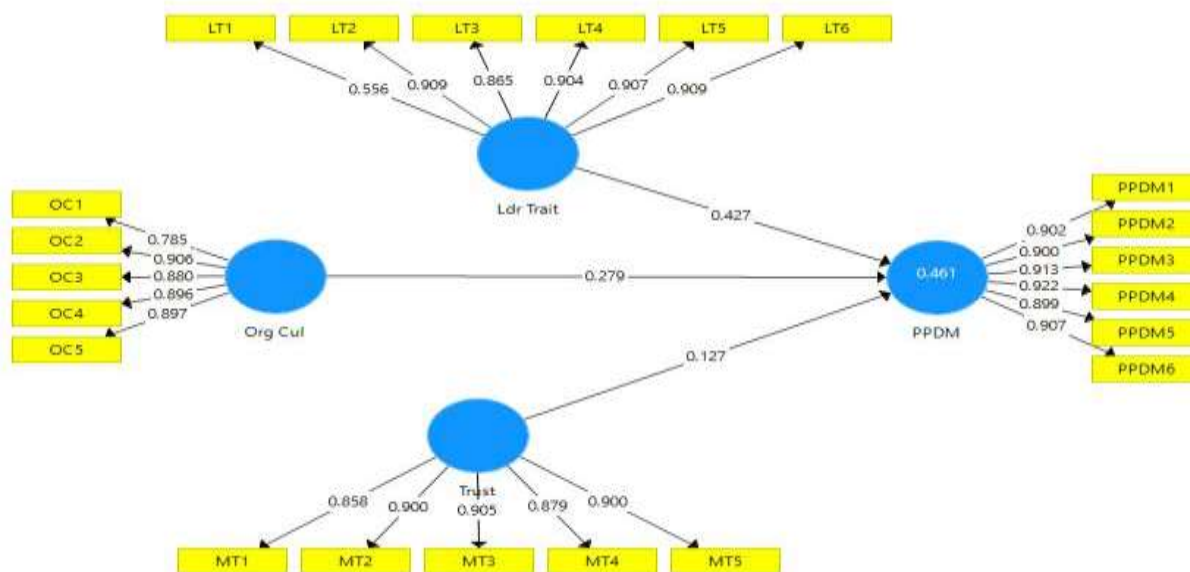 LT1 LT2 LT3 LT4 LT5 LT6
0.556 0.909 0.865 0.904 0.907 0.909
Ldr Trait
OC1
OC2
OC3
OC4
OC5
0.785
0.906
0.880
0.896
0.897
Org Cul
0.427
0.279
0.127
0.461
PPDM
0.902
0.900
0.913
0.922
0.899
0.907
PPDM1
PPDM2
PPDM3
PPDM4
PPDM5
PPDM6
Trust
0.858 0.900 0.905 0.879 0.900
MT1 MT2 MT3 MT4 MT5